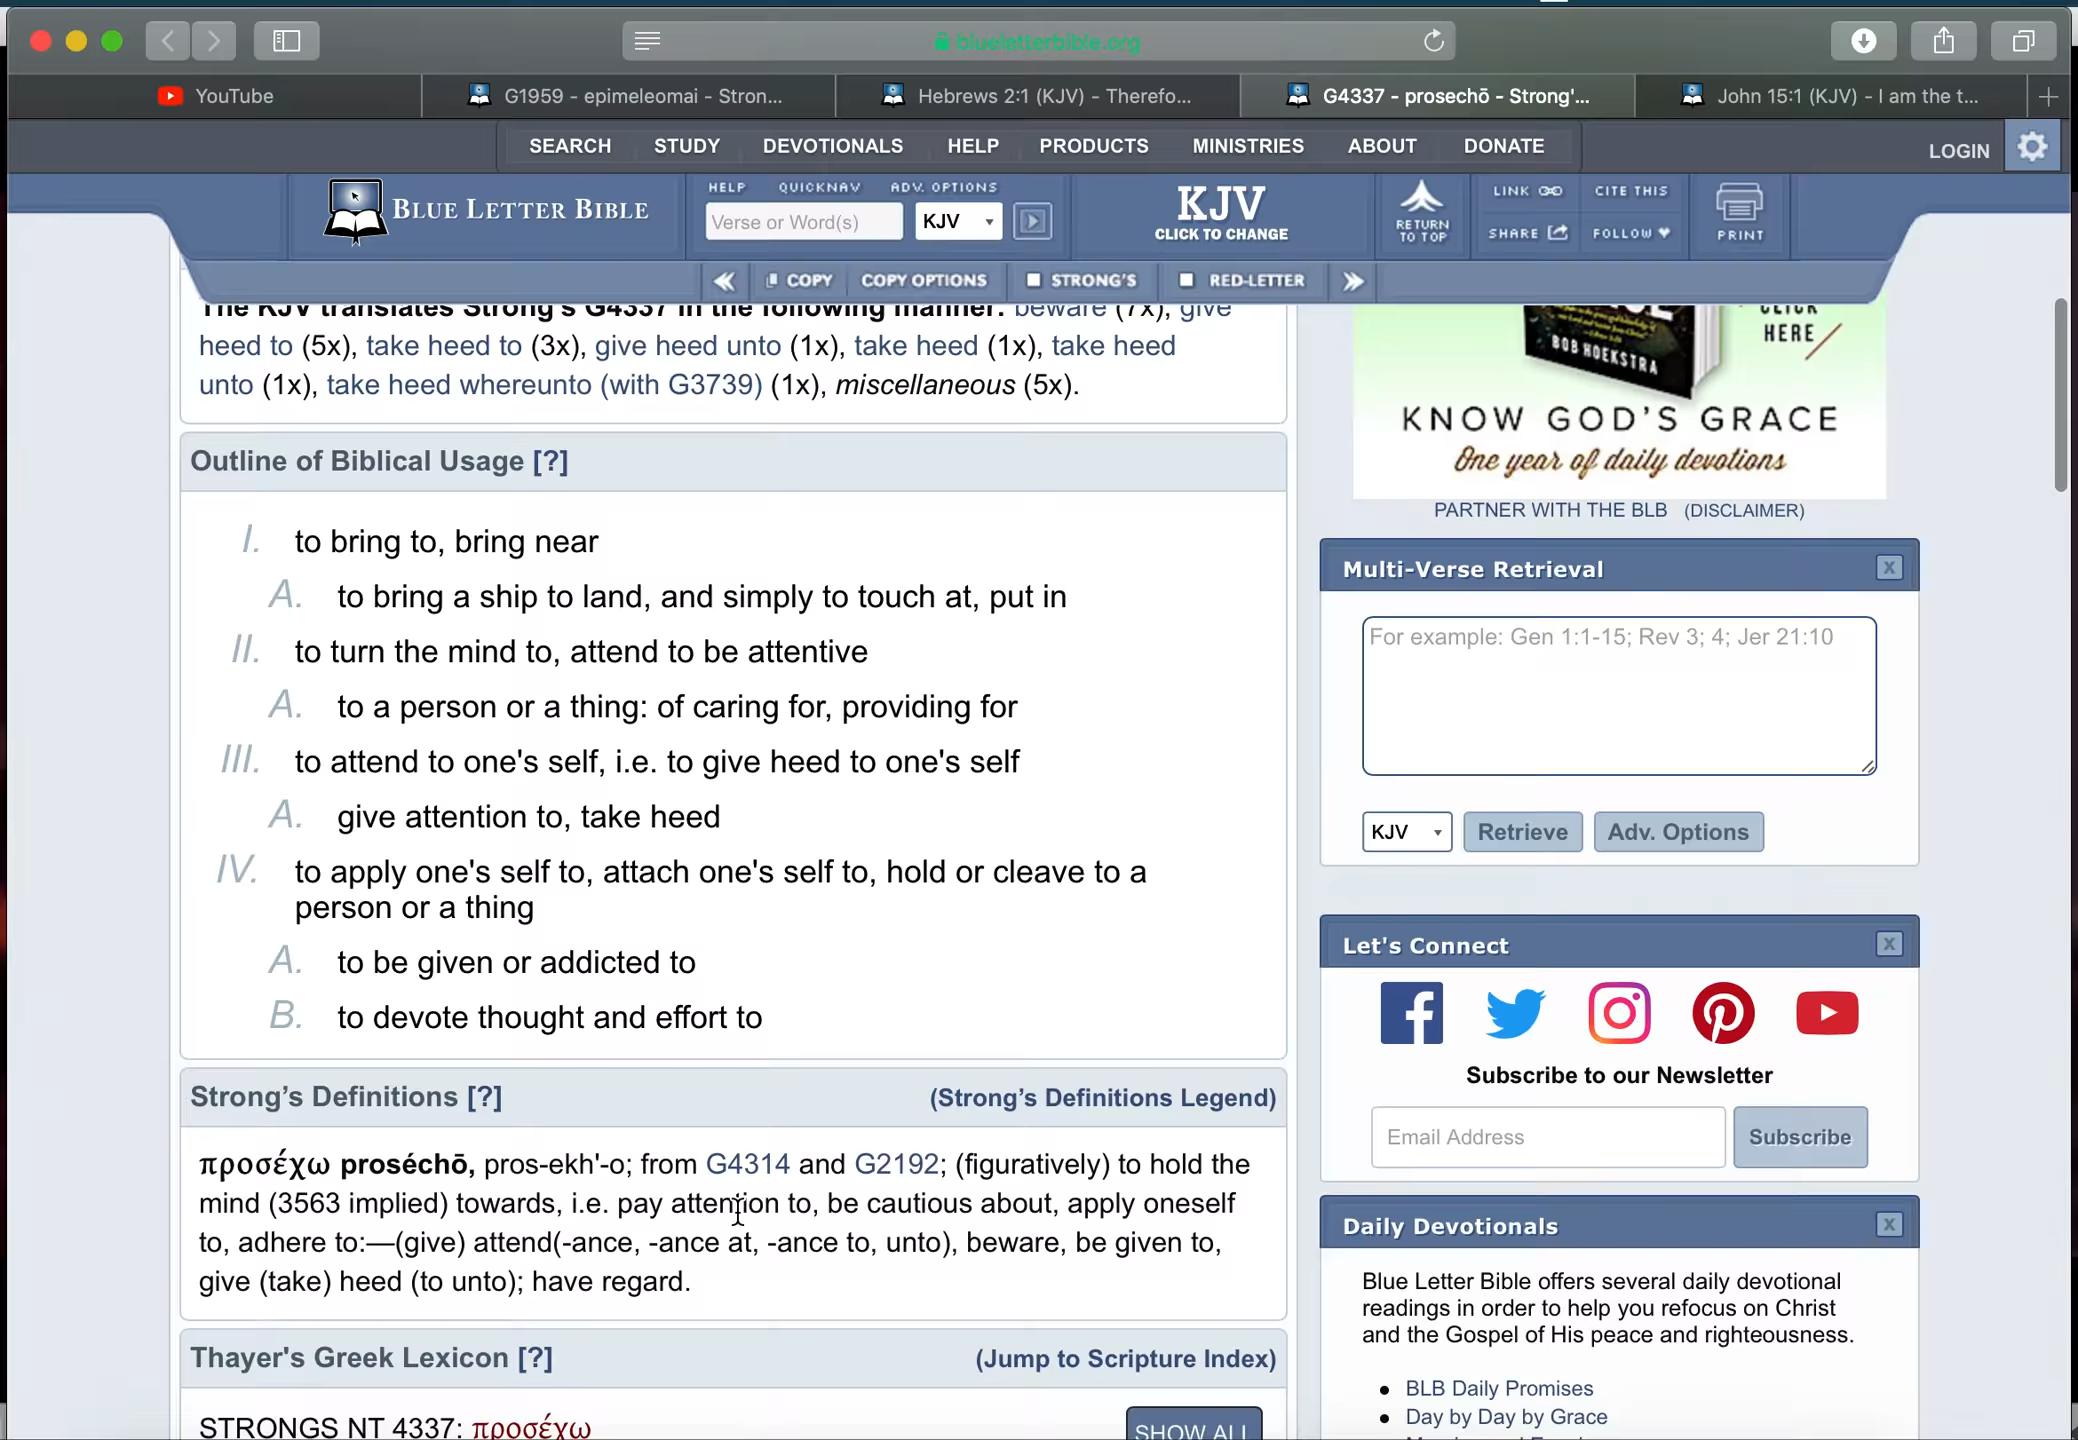 blueletterbible.org
YouTube
G1959 - epimeleomai - Stron...
Hebrews 2:1 (KJV) - Therefo...
G4337 - prosechō - Strong'...
John 15:1 (KJV) - I am the t...
SEARCH STUDY DEVOTIONALS HELP PRODUCTS MINISTRIES ABOUT DONATE
LOGIN
BLUE LETTER BIBLE
HELP QUICKNAV ADV. OPTIONS
Verse or Word(s)
KJV
KJV
CLICK TO CHANGE
RETURN
TO TOP
LINK
CITE THIS
SHARE
FOLLOW
PRINT
COPY COPY OPTIONS STRONG'S RED-LETTER
The KJV translates Strong's G4337 in the following manner: beware (7x), give
heed to (5x), take heed to (3x), give heed unto (1x), take heed (1x), take heed
unto (1x), take heed whereunto (with G3739) (1x), miscellaneous (5x).
Outline of Biblical Usage [?]
I. to bring to, bring near
A. to bring a ship to land, and simply to touch at, put in
II. to turn the mind to, attend to be attentive
A. to a person or a thing: of caring for, providing for
III. to attend to one's self, i.e. to give heed to one's self
A. give attention to, take heed
IV. to apply one's self to, attach one's self to, hold or cleave to a
person or a thing
A. to be given or addicted to
B. to devote thought and effort to
Strong's Definitions [?]
(Strong's Definitions Legend)
προσέχω proséchō, pros-ekh'-o; from G4314 and G2192; (figuratively) to hold the
mind (3563 implied) towards, i.e. pay attention to, be cautious about, apply oneself
to, adhere to:—(give) attend(-ance, -ance at, -ance to, unto), beware, be given to,
give (take) heed (to unto); have regard.
Thayer's Greek Lexicon [?]
(Jump to Scripture Index)
STRONGS NT 4337: προσέχω
SHOW ALL
CLICK
HERE
BOB HOEKSTRA
KNOW GOD'S GRACE
One year of daily devotions
PARTNER WITH THE BLB (DISCLAIMER)
Multi-Verse Retrieval
X
For example: Gen 1:1-15; Rev 3; 4; Jer 21:10
KJV
Retrieve
Adv. Options
Let's Connect
X
Subscribe to our Newsletter
Email Address
Subscribe
Daily Devotionals
X
Blue Letter Bible offers several daily devotional
readings in order to help you refocus on Christ
and the Gospel of His peace and righteousness.
BLB Daily Promises
Day by Day by Grace